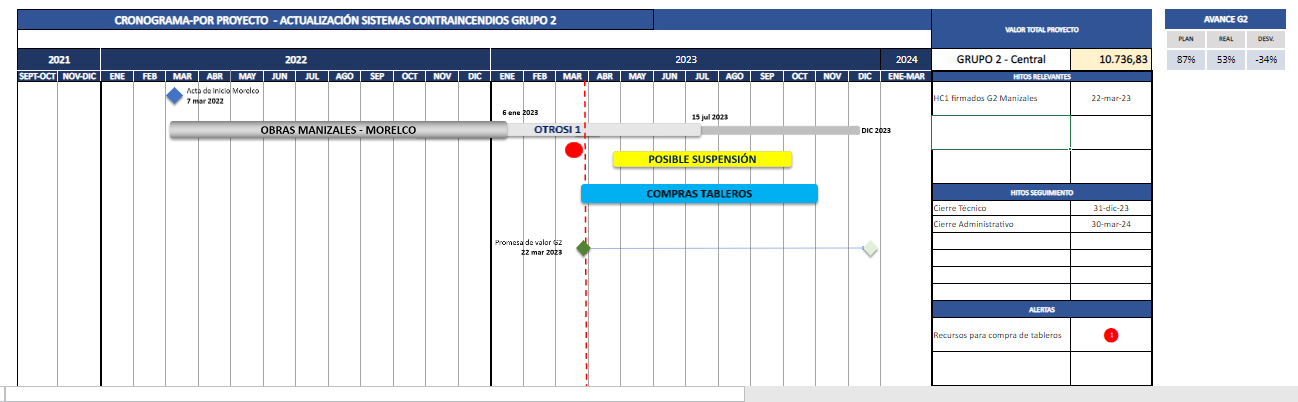 CRONOGRAMA-POR PROYECTO - ACTUALIZACIÓN SISTEMAS CONTRAINCENDIOS GRUPO 2
VALOR TOTAL PROYECTO
AVANCE G2
PLAN REAL DESV.
2021 2022 2023 2024
GRUPO 2 - Central 10.736,83
87% 53% -34%
SEPT-OCT NOV-DIC ENE FEB MAR ABR MAY JUN JUL AGO SEP OCT NOV DIC ENE FEB MAR ABR MAY JUN JUL AGO SEP OCT NOV DIC ENE-MAR
HITOS RELEVANTES
Acta de Inicio Morelco
7 mar 2022
HC1 firmados G2 Manizales 22-mar-23
6 ene 2023
15 jul 2023
OBRAS MANIZALES - MORELCO
OTROSI 1
DIC 2023
POSIBLE SUSPENSIÓN
COMPRAS TABLEROS
HITOS SEGUIMIENTO
Cierre Técnico 31-dic-23
Cierre Administrativo 30-mar-24
Promesa de valor G2
22 mar 2023
ALERTAS
Recursos para compra de tableros 1